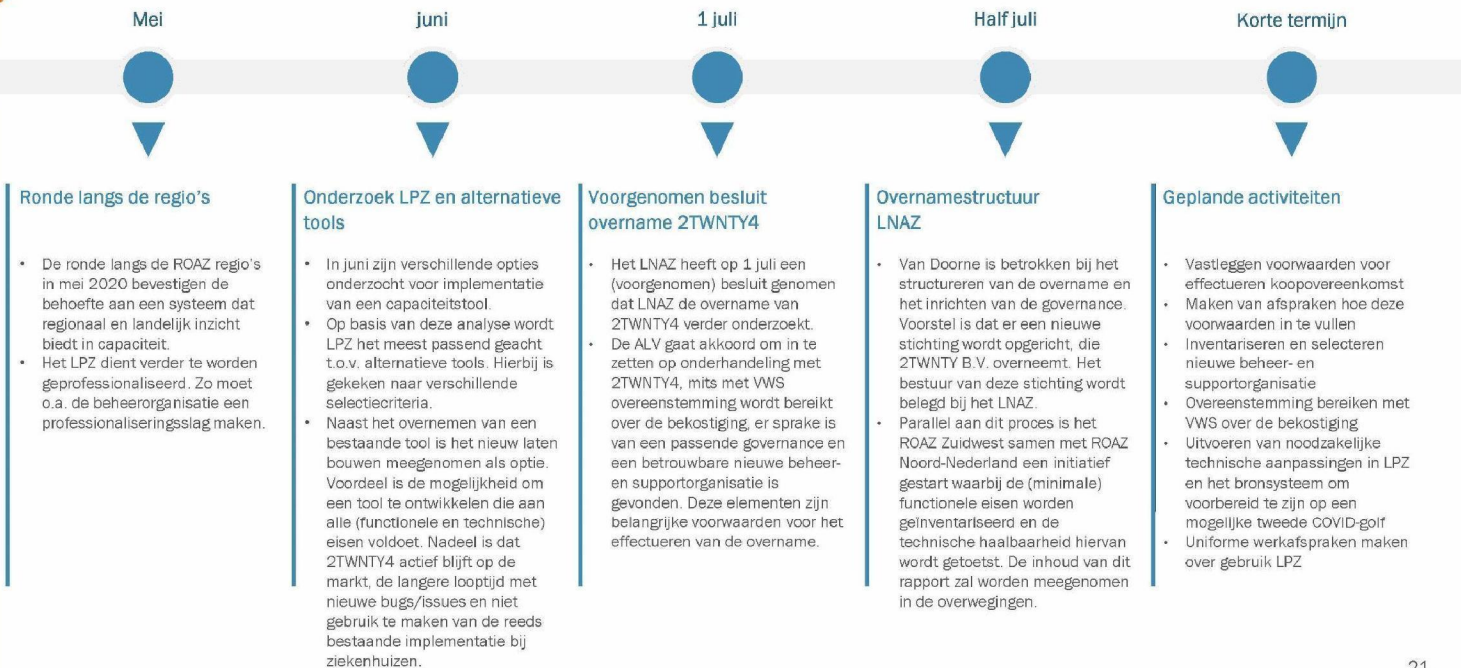 Mei
juni
1 juli
Half juli
Korte termijn
Ronde langs de regio's
• De ronde langs de ROAZ regio's
in mei 2020 bevestigen de
behoefte aan een systeem dat
regionaal en landelijk inzicht
biedt in capaciteit.
• Het LPZ dient verder te worden
geprofessionaliseerd. Zo moet
o.a. de beheerorganisatie een
professionaliseringsslag maken.
Onderzoek LPZ en alternatieve
tools
• In juni zijn verschillende opties
onderzocht voor implementatie
van een capaciteitstool.
• Op basis van deze analyse wordt
LPZ het meest passend geacht
t.o.v. alternatieve tools. Hierbij is
gekeken naar verschillende
selectiecriteria.
• Naast het overnemen van een
bestaande tool is het nieuw laten
bouwen meegenomen als optie.
Voordeel is de mogelijkheid om
een tool te ontwikkelen die aan
alle (functionele en technische)
eisen voldoet. Nadeel is dat
2TWNTY4 actief blijft op de
markt, de langere looptijd met
nieuwe bugs/issues en niet
gebruik te maken van de reeds
bestaande implementatie bij
ziekenhuizen.
Voorgenomen besluit
overname 2TWNTY4
• Het LNAZ heeft op 1 juli een
(voorgenomen) besluit genomen
dat LNAZ de overname van
2TWNTY4 verder onderzoekt.
• De ALV gaat akkoord om in te
zetten op onderhandeling met
2TWNTY4, mits met VWS
overeenstemming wordt bereikt
over de bekostiging, er sprake is
van een passende governance en
een betrouwbare nieuwe beheer-
en supportorganisatie is
gevonden. Deze elementen zijn
belangrijke voorwaarden voor het
effectueren van de overname.
Overnamestructuur
LNAZ
• Van Doorne is betrokken bij het
structureren van de overname en
het inrichten van de governance.
Voorstel is dat er een nieuwe
stichting wordt opgericht, die
2TWNTY B.V. overneemt. Het
bestuur van deze stichting wordt
belegd bij het LNAZ.
• Parallel aan dit proces is het
ROAZ Zuidwest samen met ROAZ
Noord-Nederland een initiatief
gestart waarbij de (minimale)
functionele eisen worden
geïnventariseerd en de
technische haalbaarheid hiervan
wordt getoetst. De inhoud van dit
rapport zal worden meegenomen
in de overwegingen.
Geplande activiteiten
• Vastleggen voorwaarden voor
effectueren koopovereenkomst
• Maken van afspraken hoe deze
voorwaarden in te vullen
• Inventariseren en selecteren
nieuwe beheer- en
supportorganisatie
• Overeenstemming bereiken met
VWS over de bekostiging
• Uitvoeren van noodzakelijke
technische aanpassingen in LPZ
en het bronsysteem om
voorbereid te zijn op een
mogelijke tweede COVID-golf
• Uniforme werkafspraken maken
over gebruik LPZ
21